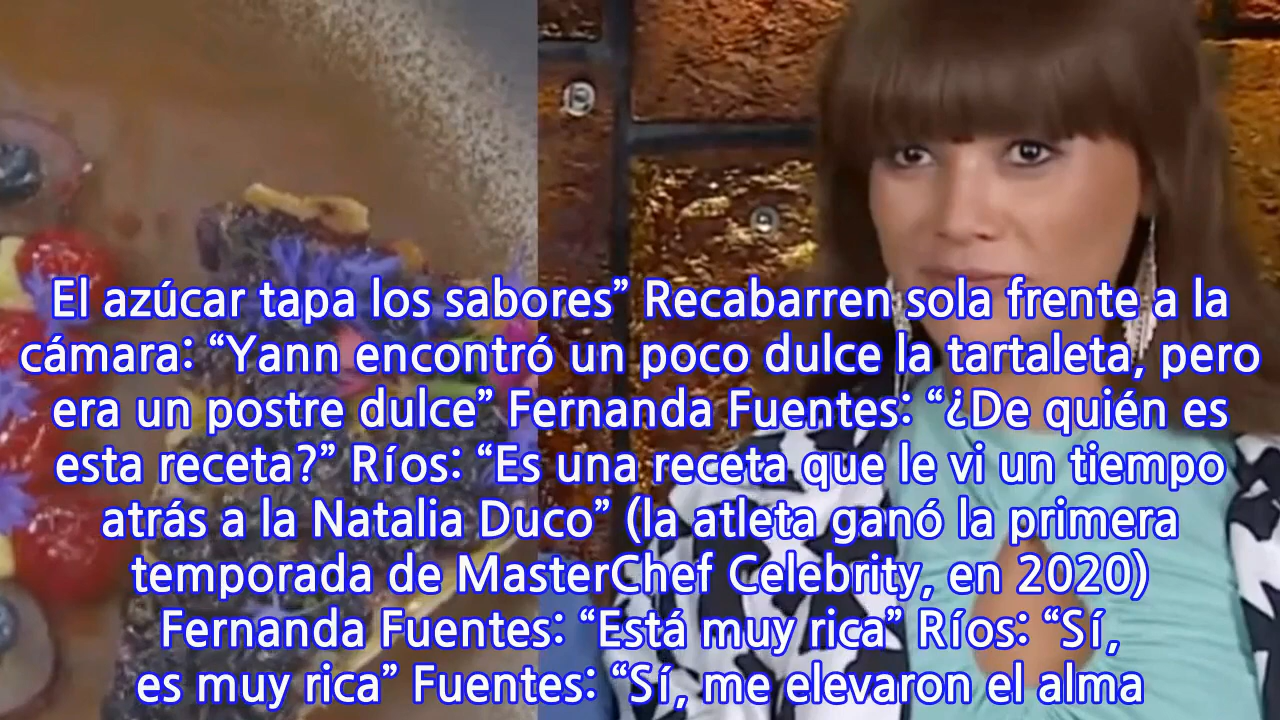 El azúcar tapa los sabores” Recabarren sola frente a la
cámara: “Yann encontró un poco dulce la tartaleta, pero
era un postre dulce” Fernanda Fuentes: “¿De quién es
esta receta?” Ríos: “Es una receta que le vi un tiempo
atrás a la Natalia Duco” (la atleta ganó la primera
temporada de MasterChef Celebrity, en 2020)
Fernanda Fuentes: “Está muy rica” Ríos: “Sí,
es muy rica” Fuentes: “Sí, me elevaron el alma